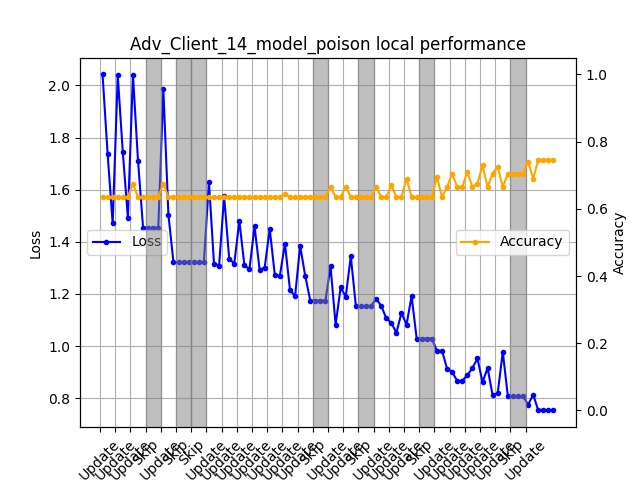 Adv_Client_14_model_poison local performance
2.0
1.8
1.6
1.4
1.2
1.0
0.8
Loss
1.0
0.8
0.6
0.4
0.2
0.0
Accuracy
Loss
Accuracy
Update
Update
Update
Skip
Update
Skip
Skip
Update
Update
Update
Update
Update
Update
Update
Skip
Update
Update
Skip
Update
Update
Update
Skip
Update
Update
Update
Update
Update
Skip
Update